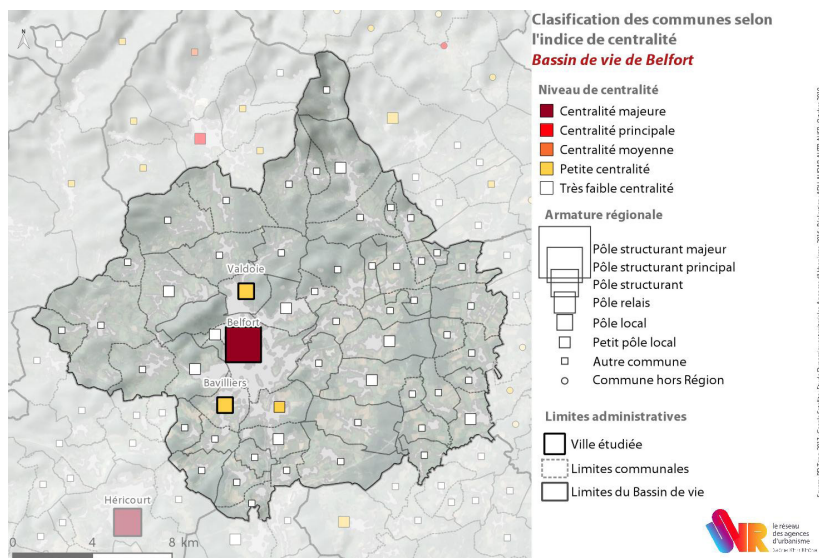 Clasification des communes selon
l'indice de centralité
Bassin de vie de Belfort
Niveau de centralité
Centralité majeure
Centralité principale
Centralité moyenne
Petite centralité
Très faible centralité
Armature régionale
Pôle structurant majeur
Pôle structurant principal
Pôle structurant
Pôle relais
Pôle local
Petit pôle local
Autre commune
Commune hors Région
Limites administratives
Ville étudiée
Limites communales
Limites du Bassin de vie
N
Valdoie
Belfort
Bavilliers
Héricourt
0 4 8 km
le réseau
des agences
d'urbanisme